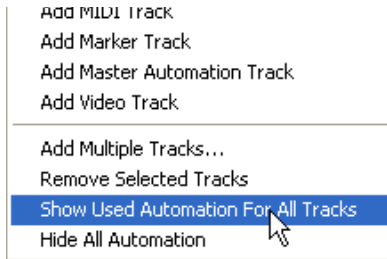 Add MIDI Track
Add Marker Track
Add Master Automation Track
Add Video Track
Add Multiple Tracks...
Remove Selected Tracks
Show Used Automation For All Tracks
Hide All Automation